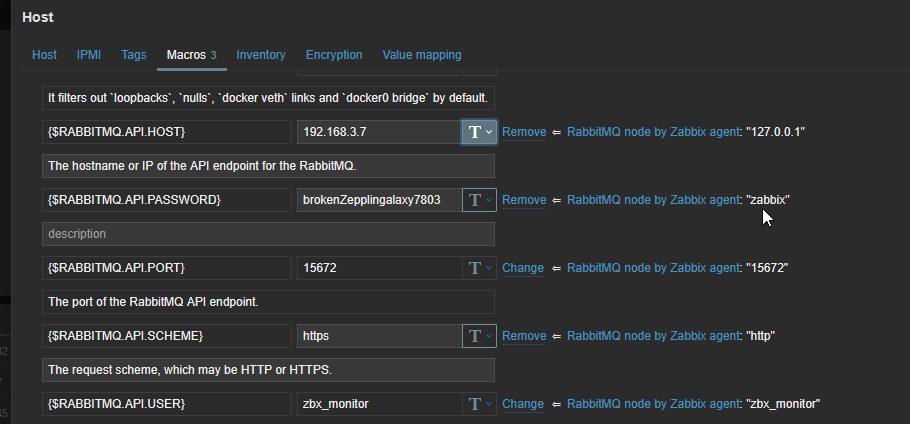 Host
Host IPMI Tags Macros 3 Inventory Encryption Value mapping
It filters out `loopbacks`, `nulls`, `docker veth` links and `docker0 bridge` by default.
{$RABBITMQ.API.HOST} 192.168.3.7 T Remove ⇐ RabbitMQ node by Zabbix agent: "127.0.0.1"
The hostname or IP of the API endpoint for the RabbitMQ.
{$RABBITMQ.API.PASSWORD} brokenZepplingalaxy7803 T Remove ⇐ RabbitMQ node by Zabbix agent: "zabbix"
description
{$RABBITMQ.API.PORT} 15672 T Change ⇐ RabbitMQ node by Zabbix agent: "15672"
The port of the RabbitMQ API endpoint.
{$RABBITMQ.API.SCHEME} https T Remove ⇐ RabbitMQ node by Zabbix agent: "http"
The request scheme, which may be HTTP or HTTPS.
{$RABBITMQ.API.USER} zbx_monitor T Change ⇐ RabbitMQ node by Zabbix agent: "zbx_monitor"